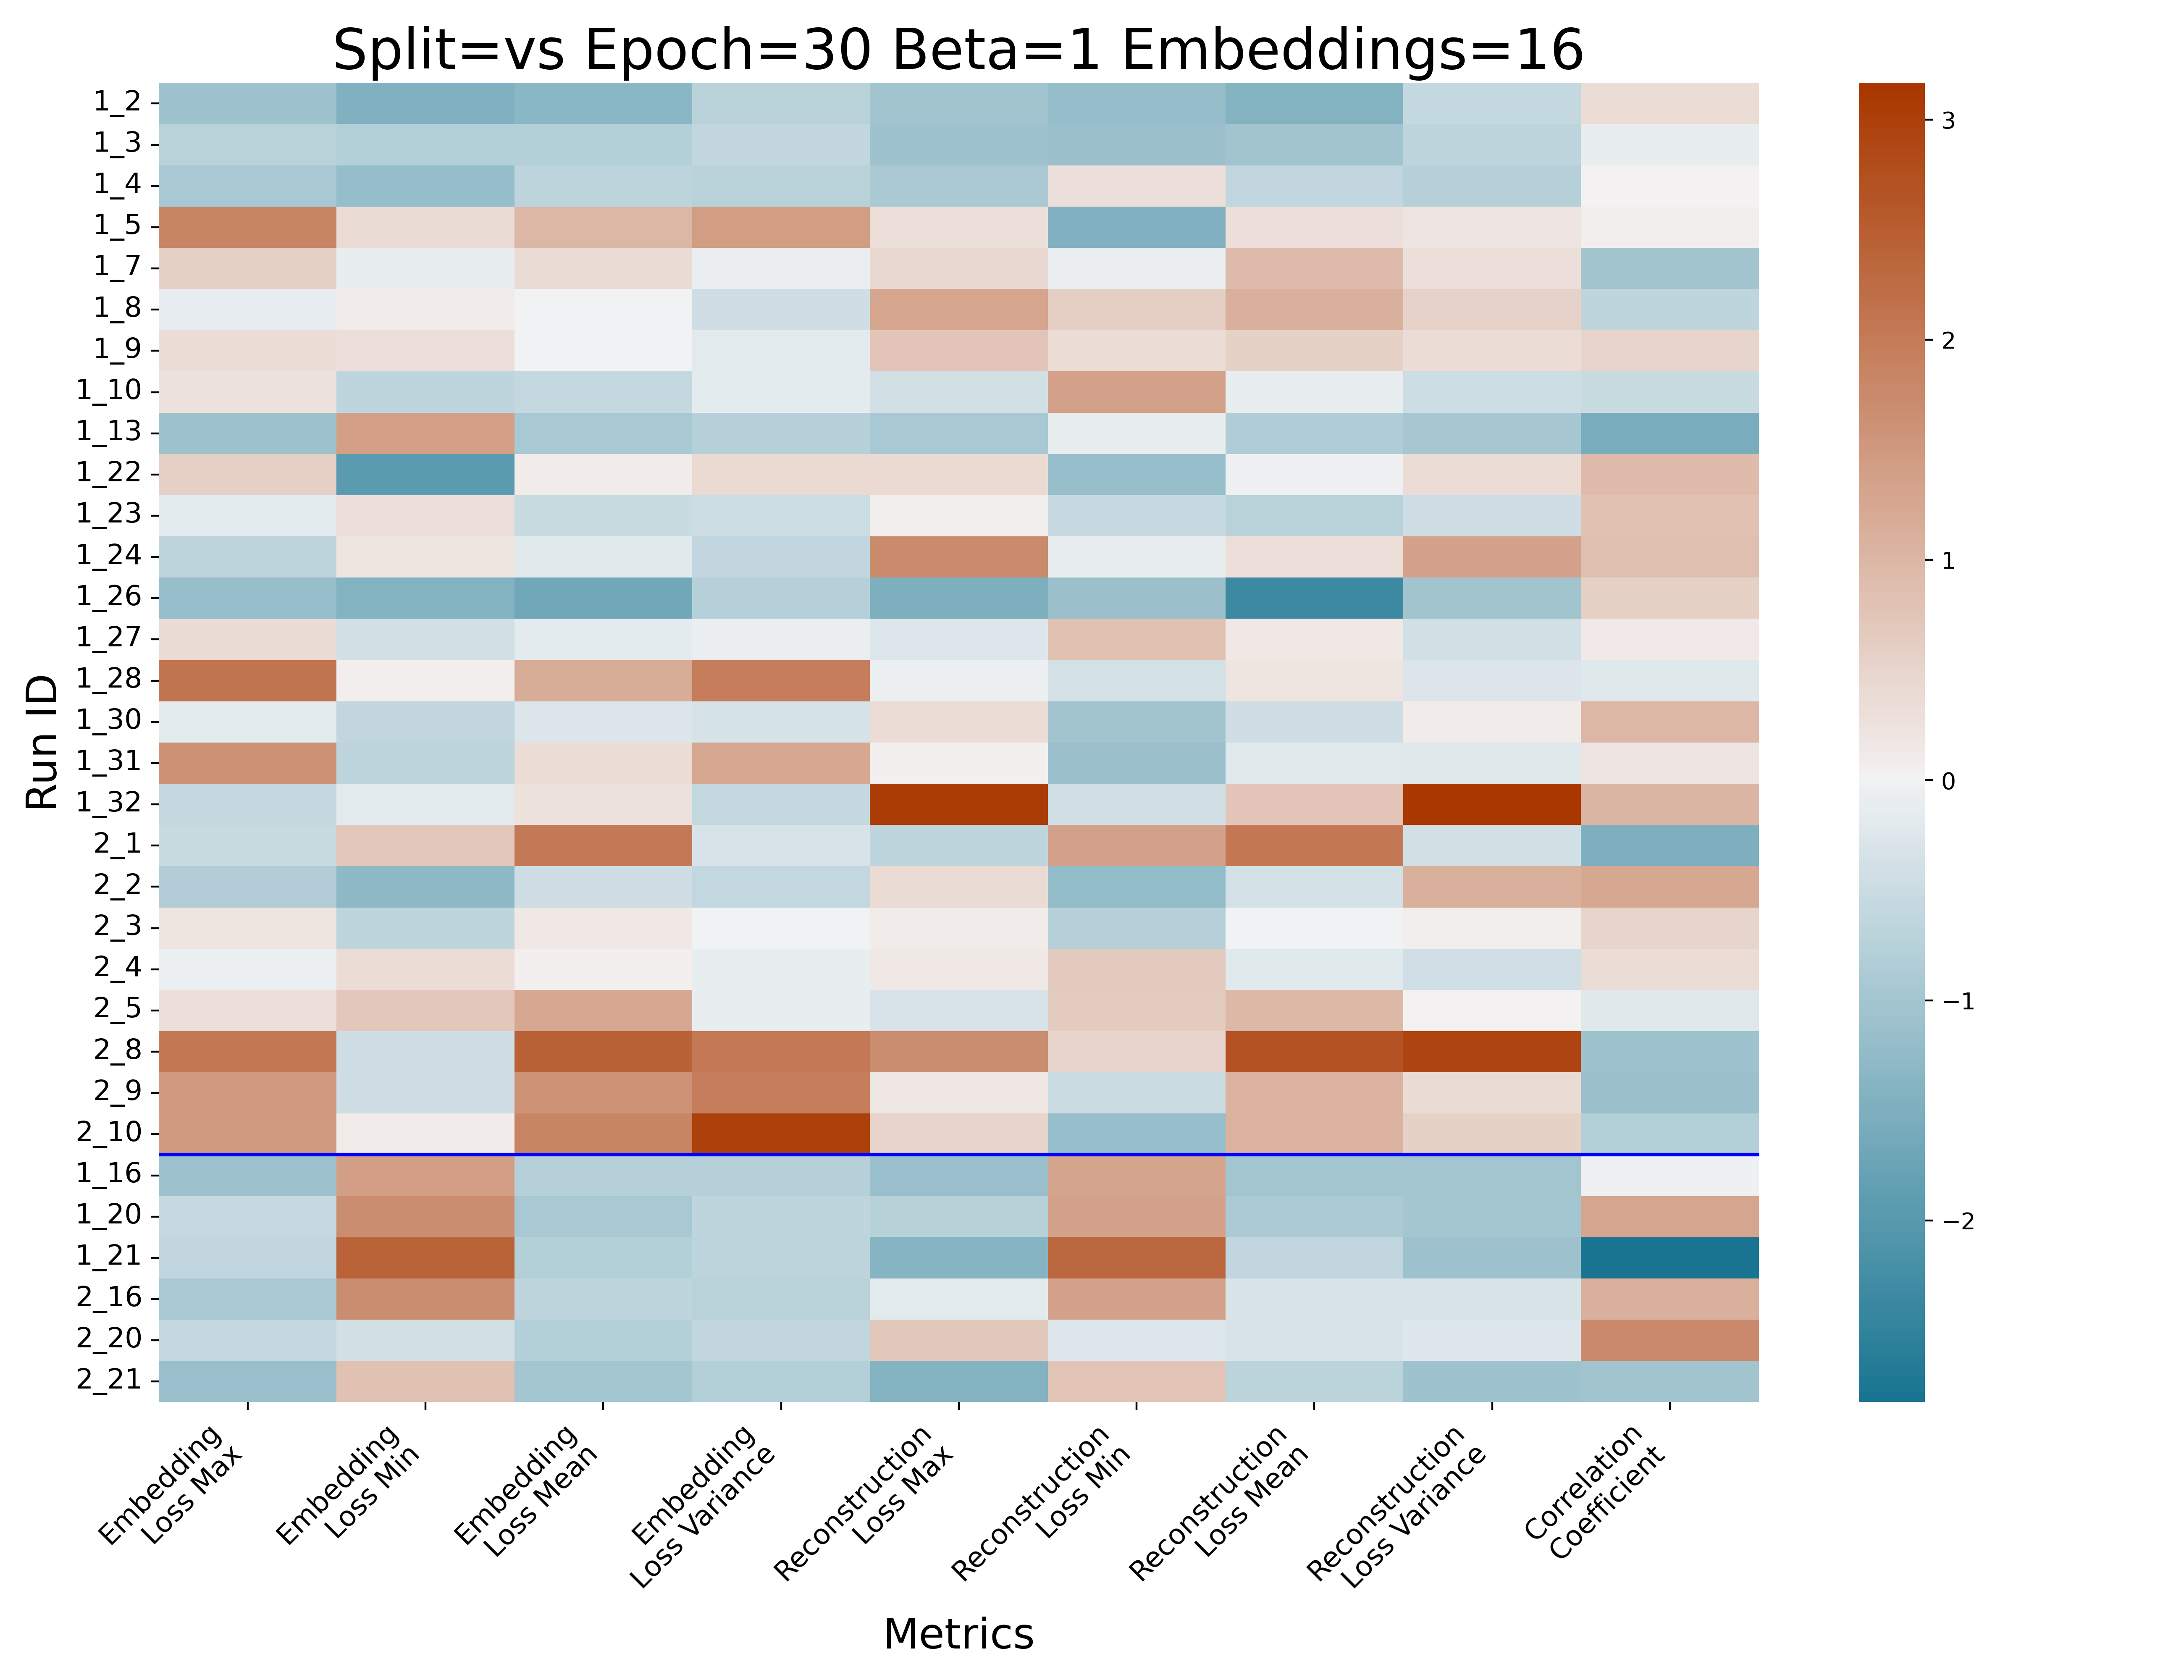 Split=vs Epoch=30 Beta=1 Embeddings=16
Run ID
1_2
1_3
1_4
1_5
1_7
1_8
1_9
1_10
1_13
1_22
1_23
1_24
1_26
1_27
1_28
1_30
1_31
1_32
2_1
2_2
2_3
2_4
2_5
2_8
2_9
2_10
1_16
1_20
1_21
2_16
2_20
2_21
Embedding
Loss Max
Embedding
Loss Min
Embedding
Loss Mean
Embedding
Loss Variance
Reconstruction
Loss Max
Reconstruction
Loss Min
Reconstruction
Loss Mean
Reconstruction
Loss Variance
Correlation
Coefficient
Metrics
3
2
1
0
−1
−2